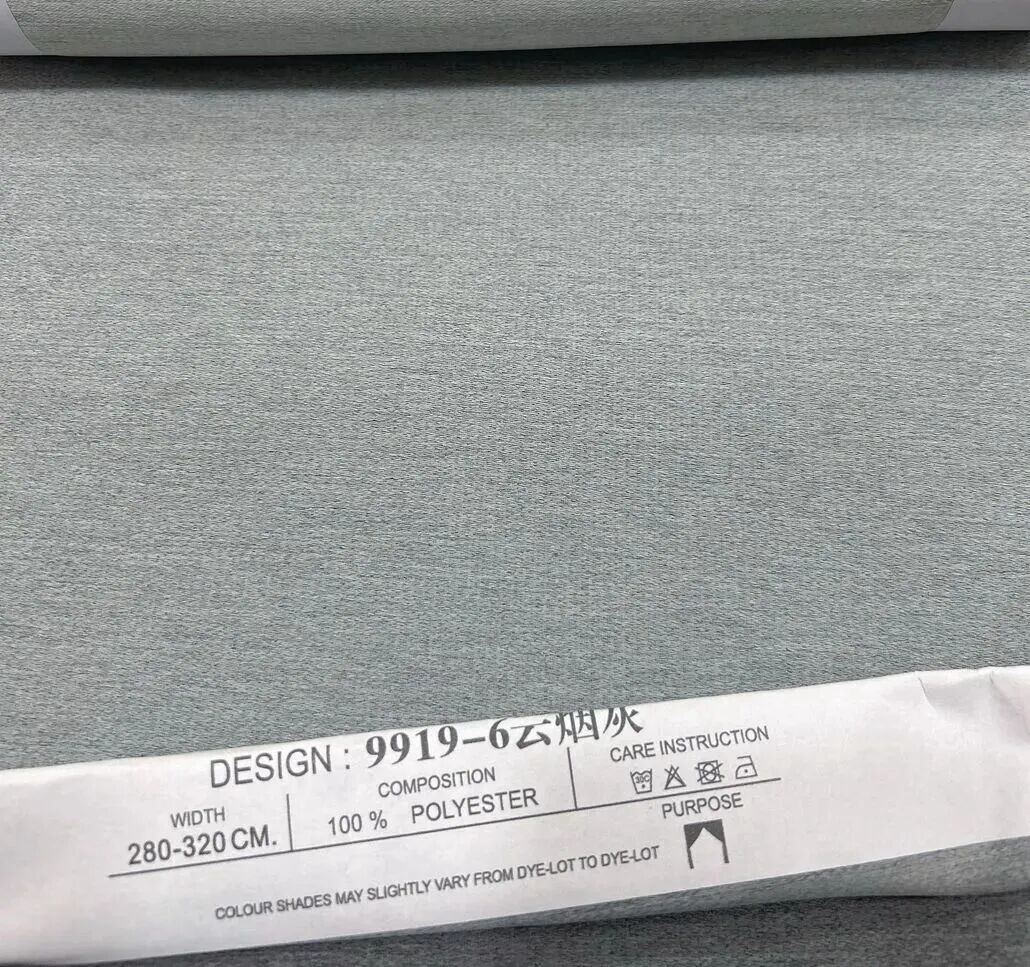 DESIGN : 9919-6云烟灰
WIDTH
280-320 CM.
COMPOSITION
100 % POLYESTER
CARE INSTRUCTION
30C
PURPOSE
COLOUR SHADES MAY SLIGHTLY VARY FROM DYE-LOT TO DYE-LOT